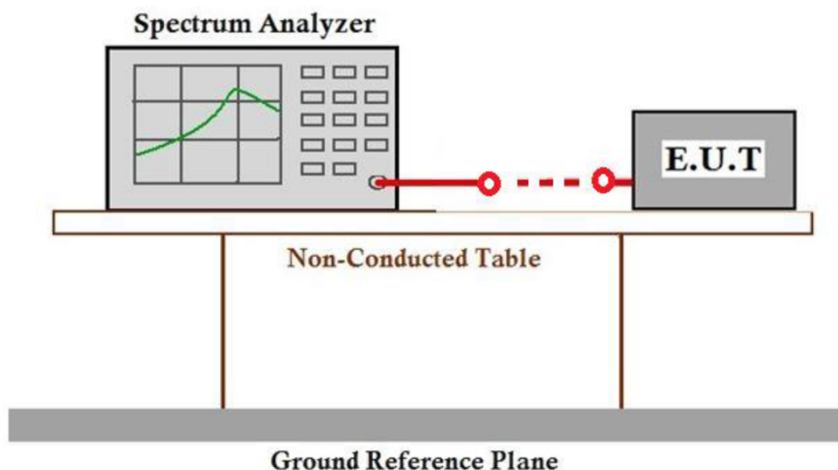 Spectrum Analyzer
E.U.T
Non-Conducted Table
Ground Reference Plane